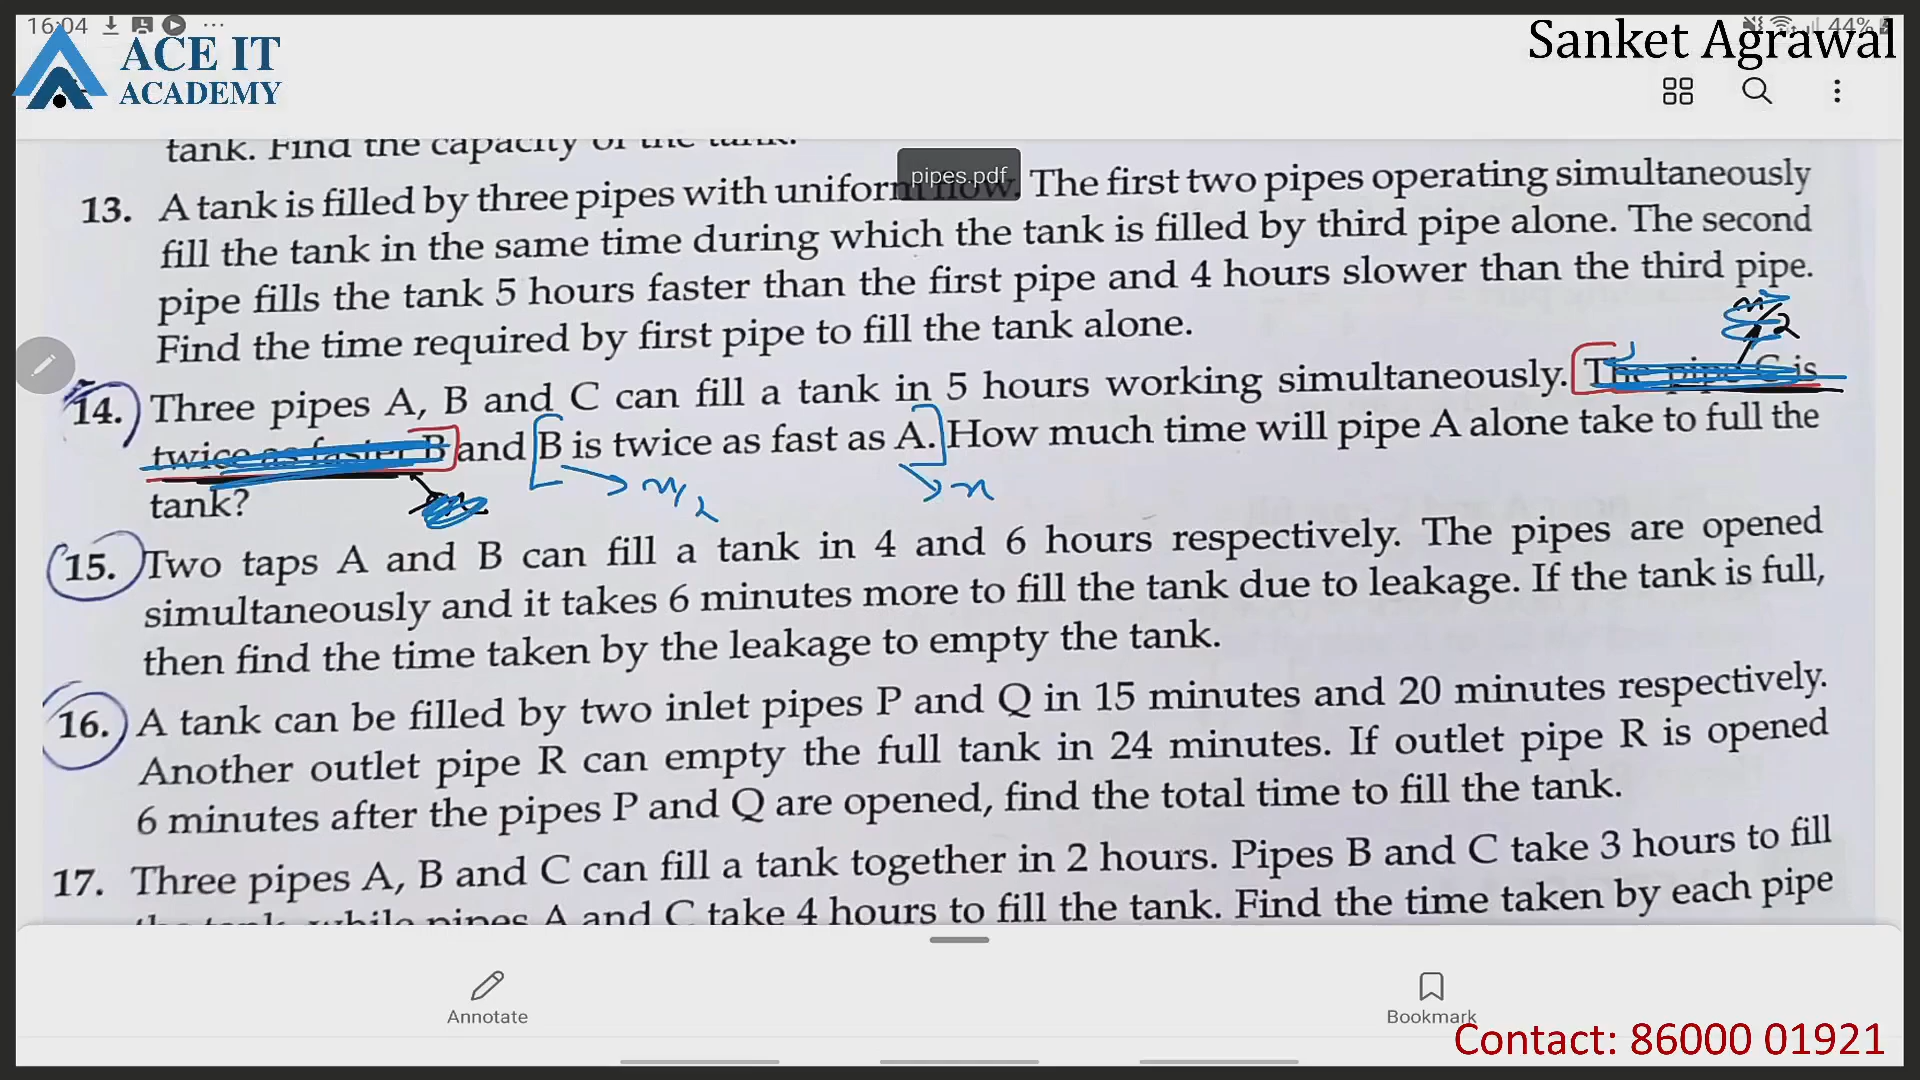 16:04 ... 44%
ACE IT
ACADEMY
Sanket Agrawal
tank. Find the capacity of the tank.
pipes.pdf
13. A tank is filled by three pipes with uniform flow. The first two pipes operating simultaneously
fill the tank in the same time during which the tank is filled by third pipe alone. The second
pipe fills the tank 5 hours faster than the first pipe and 4 hours slower than the third pipe.
Find the time required by first pipe to fill the tank alone.
14. Three pipes A, B and C can fill a tank in 5 hours working simultaneously. The pipe C is
twice as faster B and B is twice as fast as A. How much time will pipe A alone take to full the
n/2 n
tank?
15. Two taps A and B can fill a tank in 4 and 6 hours respectively. The pipes are opened
simultaneously and it takes 6 minutes more to fill the tank due to leakage. If the tank is full,
then find the time taken by the leakage to empty the tank.
16. A tank can be filled by two inlet pipes P and Q in 15 minutes and 20 minutes respectively.
Another outlet pipe R can empty the full tank in 24 minutes. If outlet pipe R is opened
6 minutes after the pipes P and Q are opened, find the total time to fill the tank.
17. Three pipes A, B and C can fill a tank together in 2 hours. Pipes B and C take 3 hours to fill
the tank, while pipes A and C take 4 hours to fill the tank. Find the time taken by each pipe
Annotate
Bookmark
Contact: 86000 01921